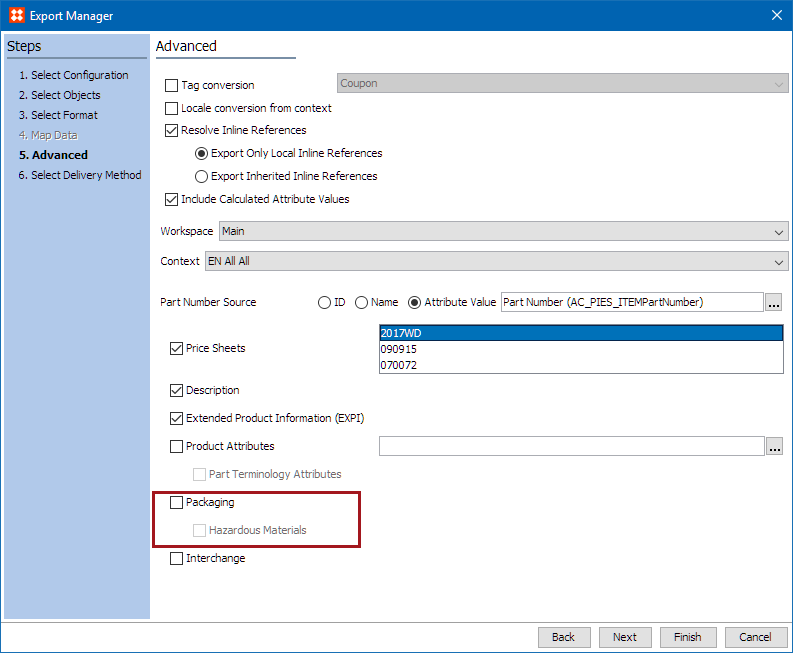 Export Manager
Steps
1. Select Configuration
2. Select Objects
3. Select Format
4. Map Data
5. Advanced
6. Select Delivery Method
Advanced
Tag conversion Coupon
Locale conversion from context
Resolve Inline References
Export Only Local Inline References
Export Inherited Inline References
Include Calculated Attribute Values
Workspace Main
Context EN All All
Part Number Source ID Name Attribute Value Part Number (AC_PIES_ITEMPartNumber) ...
Price Sheets
2017WD
090915
070072
Description
Extended Product Information (EXPI)
Product Attributes ...
Part Terminology Attributes
Packaging
Hazardous Materials
Interchange
Back Next Finish Cancel